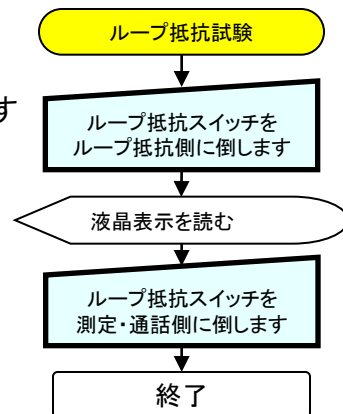 ループ抵抗試験
す
ループ抵抗スイッチを
ループ抵抗側に倒します
液晶表示を読む
ループ抵抗スイッチを
測定・通話側に倒します
終了